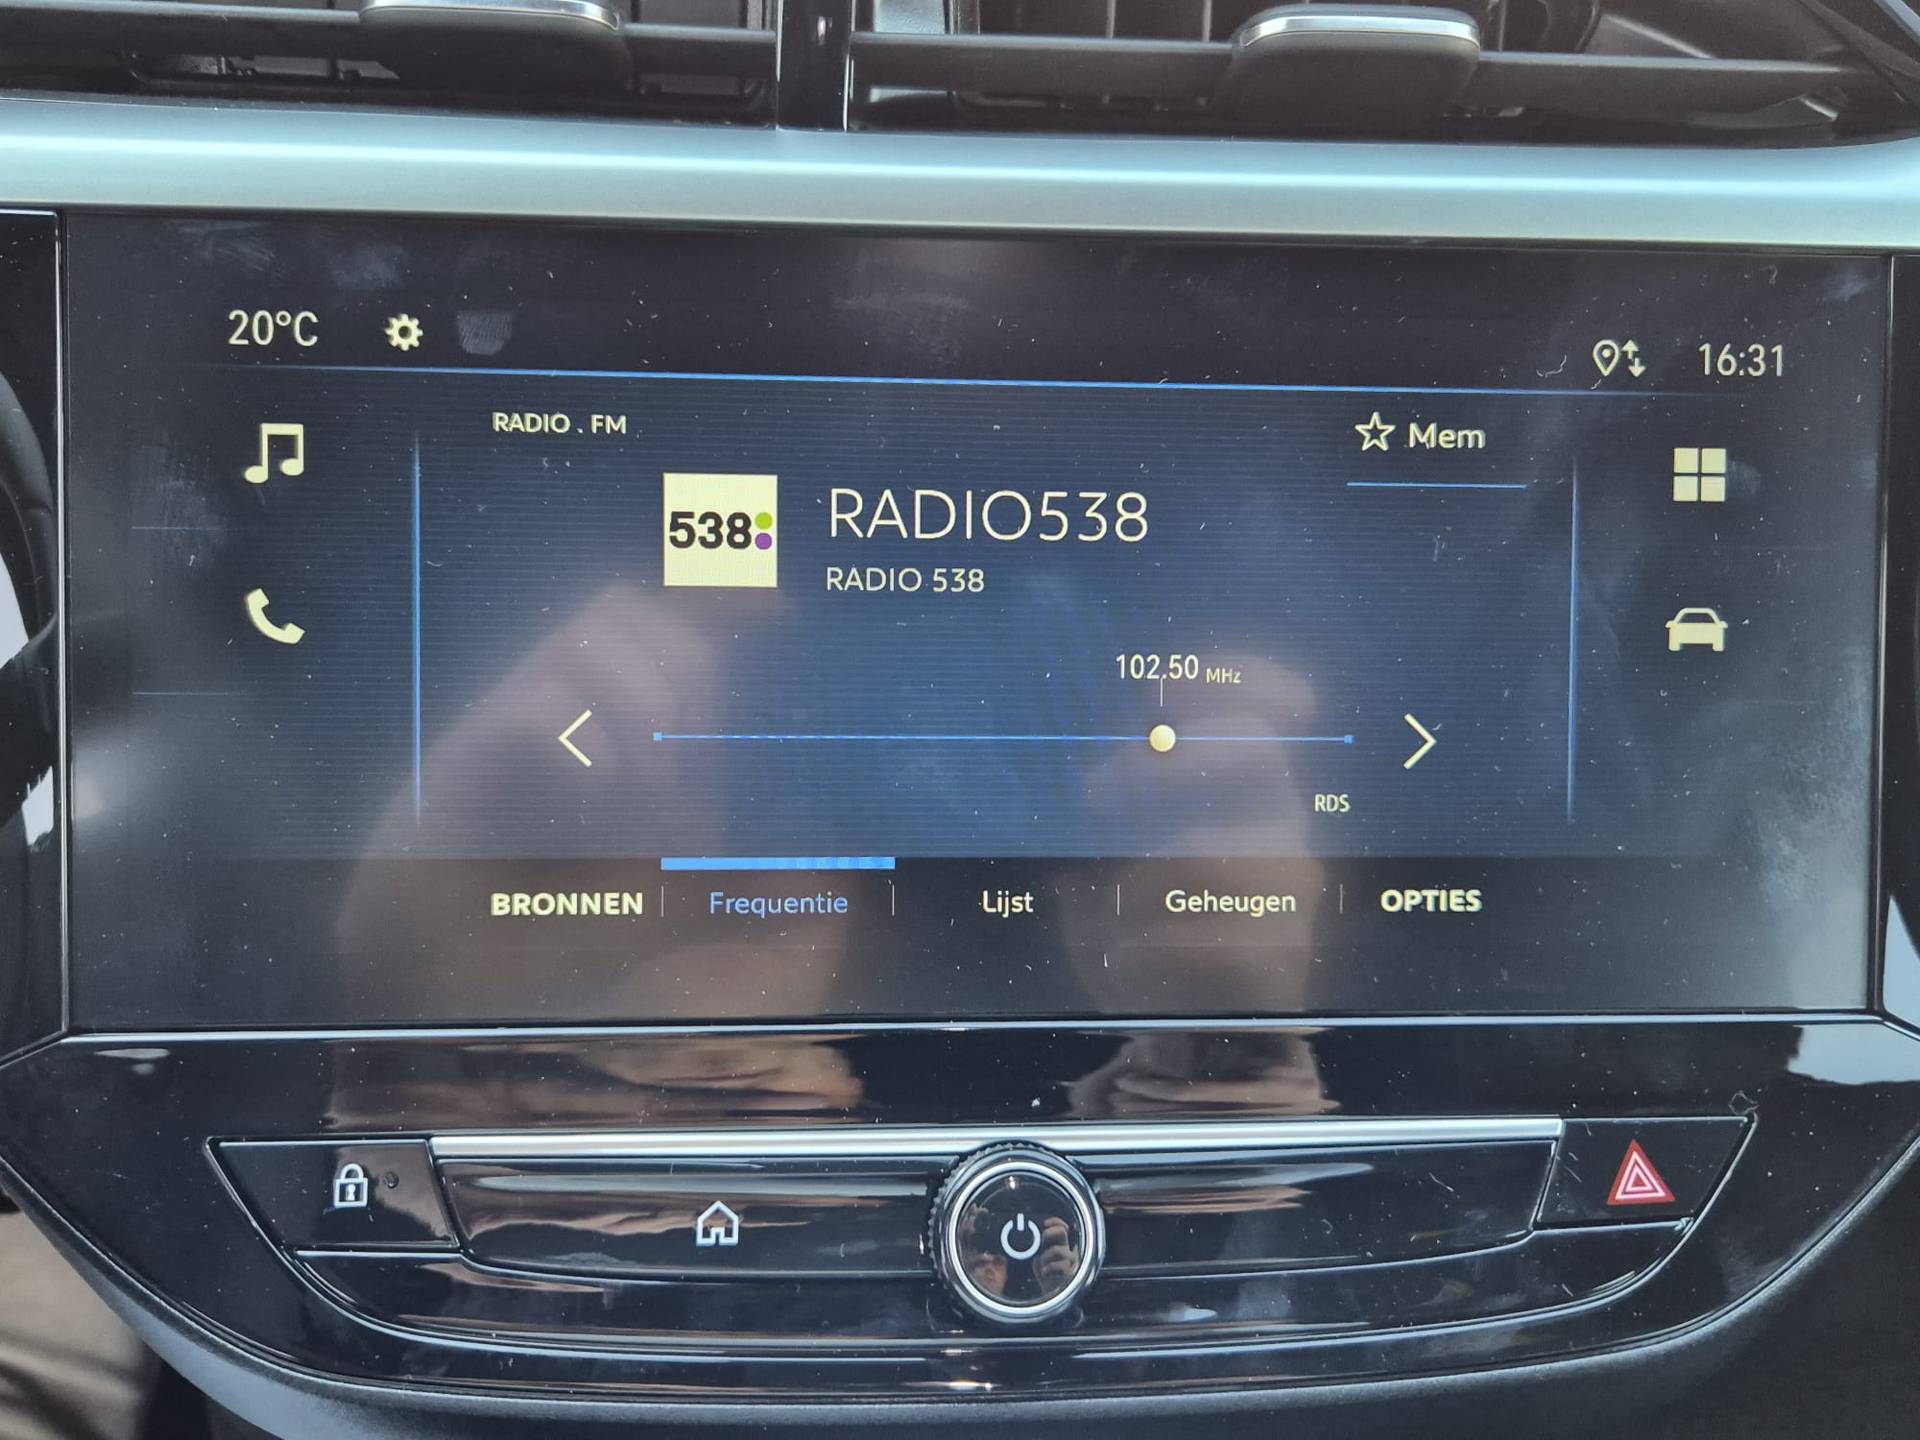 20°C
16:31
RADIO . FM
Mem
538
RADIO538
RADIO 538
102.50 MHz
RDS
BRONNEN
Frequentie
Lijst
Geheugen
OPTIES